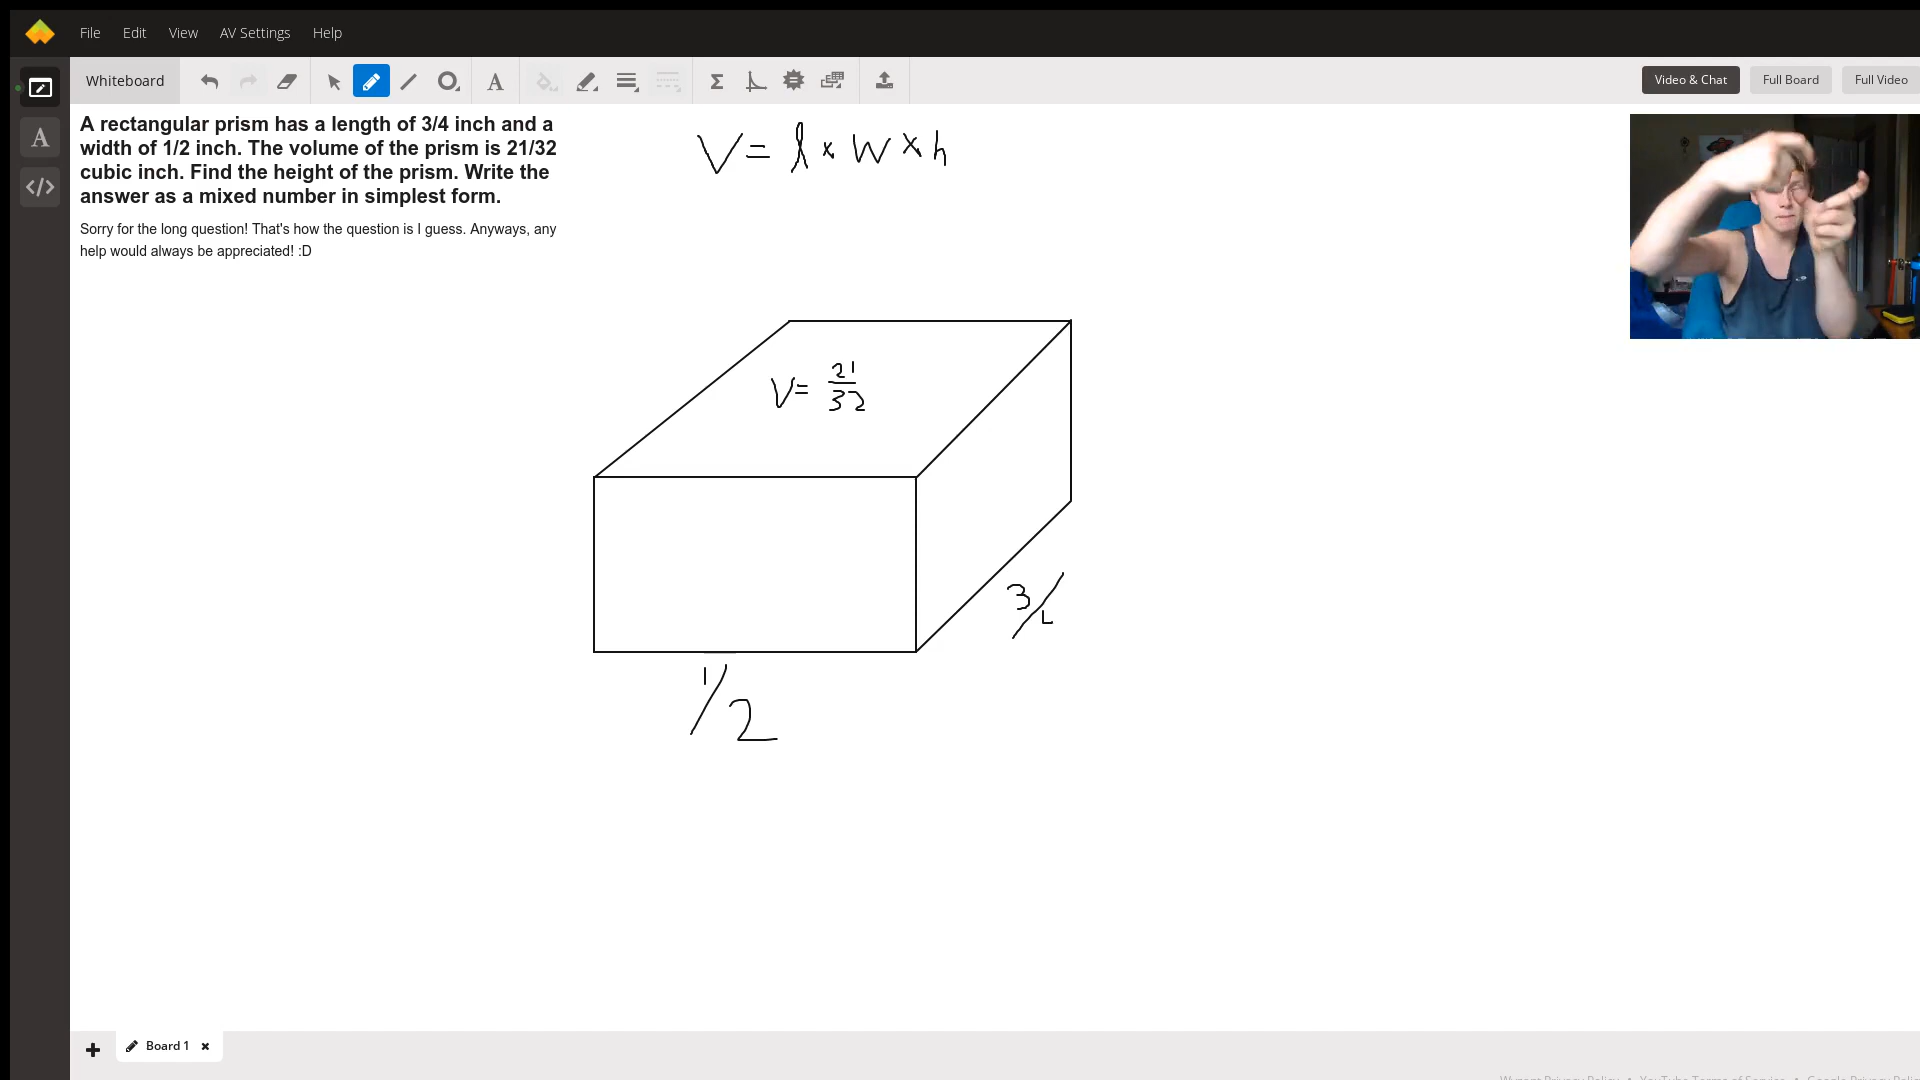 File Edit View AV Settings Help
Whiteboard
Video & Chat Full Board Full Video
A rectangular prism has a length of 3/4 inch and a
width of 1/2 inch. The volume of the prism is 21/32
cubic inch. Find the height of the prism. Write the
answer as a mixed number in simplest form.
Sorry for the long question! That's how the question is I guess. Anyways, any
help would always be appreciated! :D
V = l × w × h
V = 21/32
3/4
1/2
Board 1